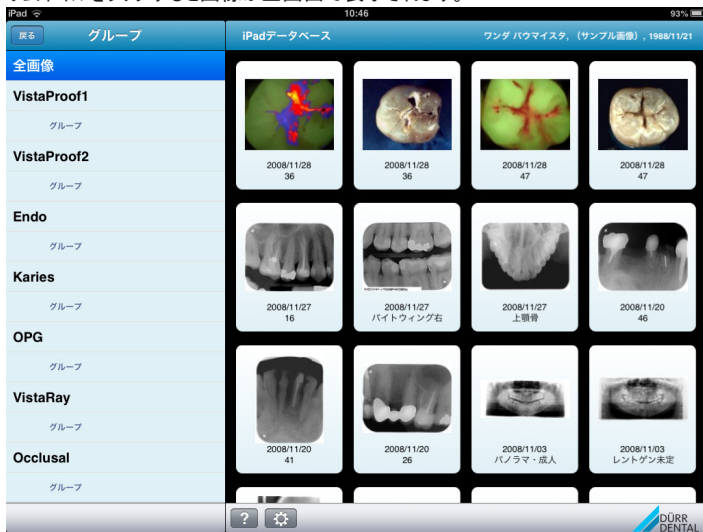 iPad
10:46
93%
戻る
グループ
iPadデータベース
ワンダ バウマイスタ, （サンプル画像）, 1988/11/21
全画像
VistaProof1
グループ
VistaProof2
グループ
Endo
グループ
Karies
グループ
OPG
グループ
VistaRay
グループ
Occlusal
グループ
2008/11/28
36
2008/11/28
36
2008/11/28
47
2008/11/28
47
2008/11/27
16
2008/11/27
バイトウィング右
2008/11/27
上顎骨
2008/11/20
46
2008/11/20
41
2008/11/20
26
2008/11/03
パノラマ・成人
2008/11/03
レントゲン未定
?
DÜRR
DENTAL